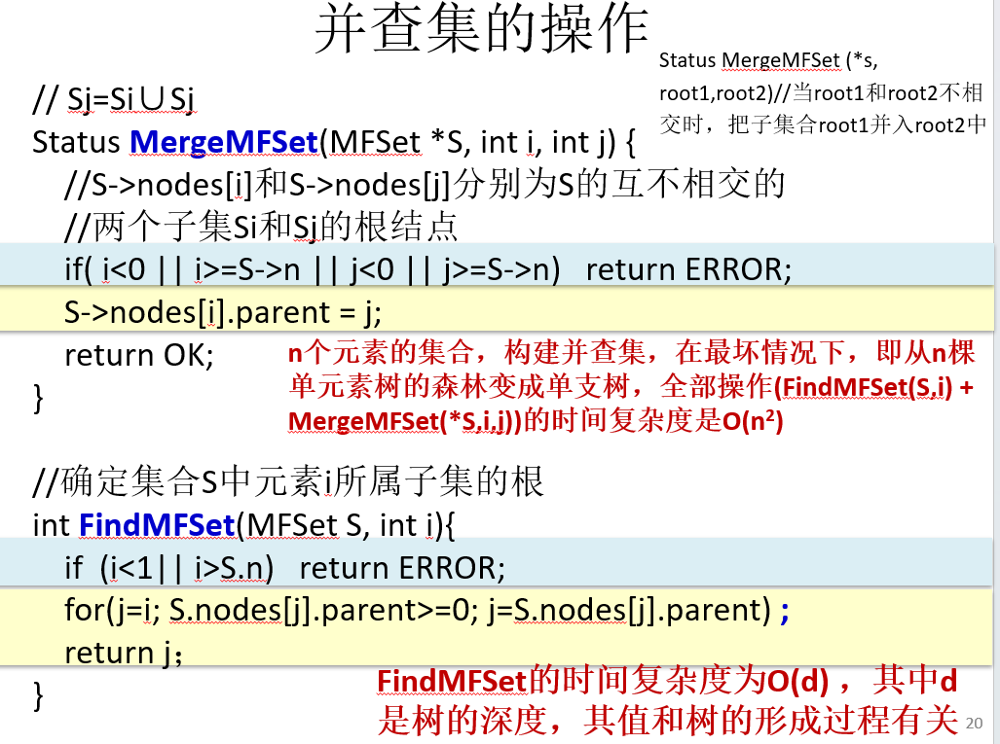 并查集的操作
Status MergeMFSet (*s,
root1,root2)//当root1和root2不相
交时，把子集合root1并入root2中
// Sj=Si∪Sj
Status MergeMFSet(MFSet *S, int i, int j) {
//S->nodes[i]和S->nodes[j]分别为S的互不相交的
//两个子集Si和Sj的根结点
if( i<0 || i>=S->n || j<0 || j>=S->n) return ERROR;
S->nodes[i].parent = j;
return OK;
}
n个元素的集合，构建并查集，在最坏情况下，即从n棵
单元素树的森林变成单支树，全部操作(FindMFSet(S,i) +
MergeMFSet(*S,i,j))的时间复杂度是O(n²)
//确定集合S中元素i所属子集的根
int FindMFSet(MFSet S, int i){
if (i<1|| i>S.n) return ERROR;
for(j=i; S.nodes[j].parent>=0; j=S.nodes[j].parent) ;
return j；
}
FindMFSet的时间复杂度为O(d) ，其中d
是树的深度，其值和树的形成过程有关
20